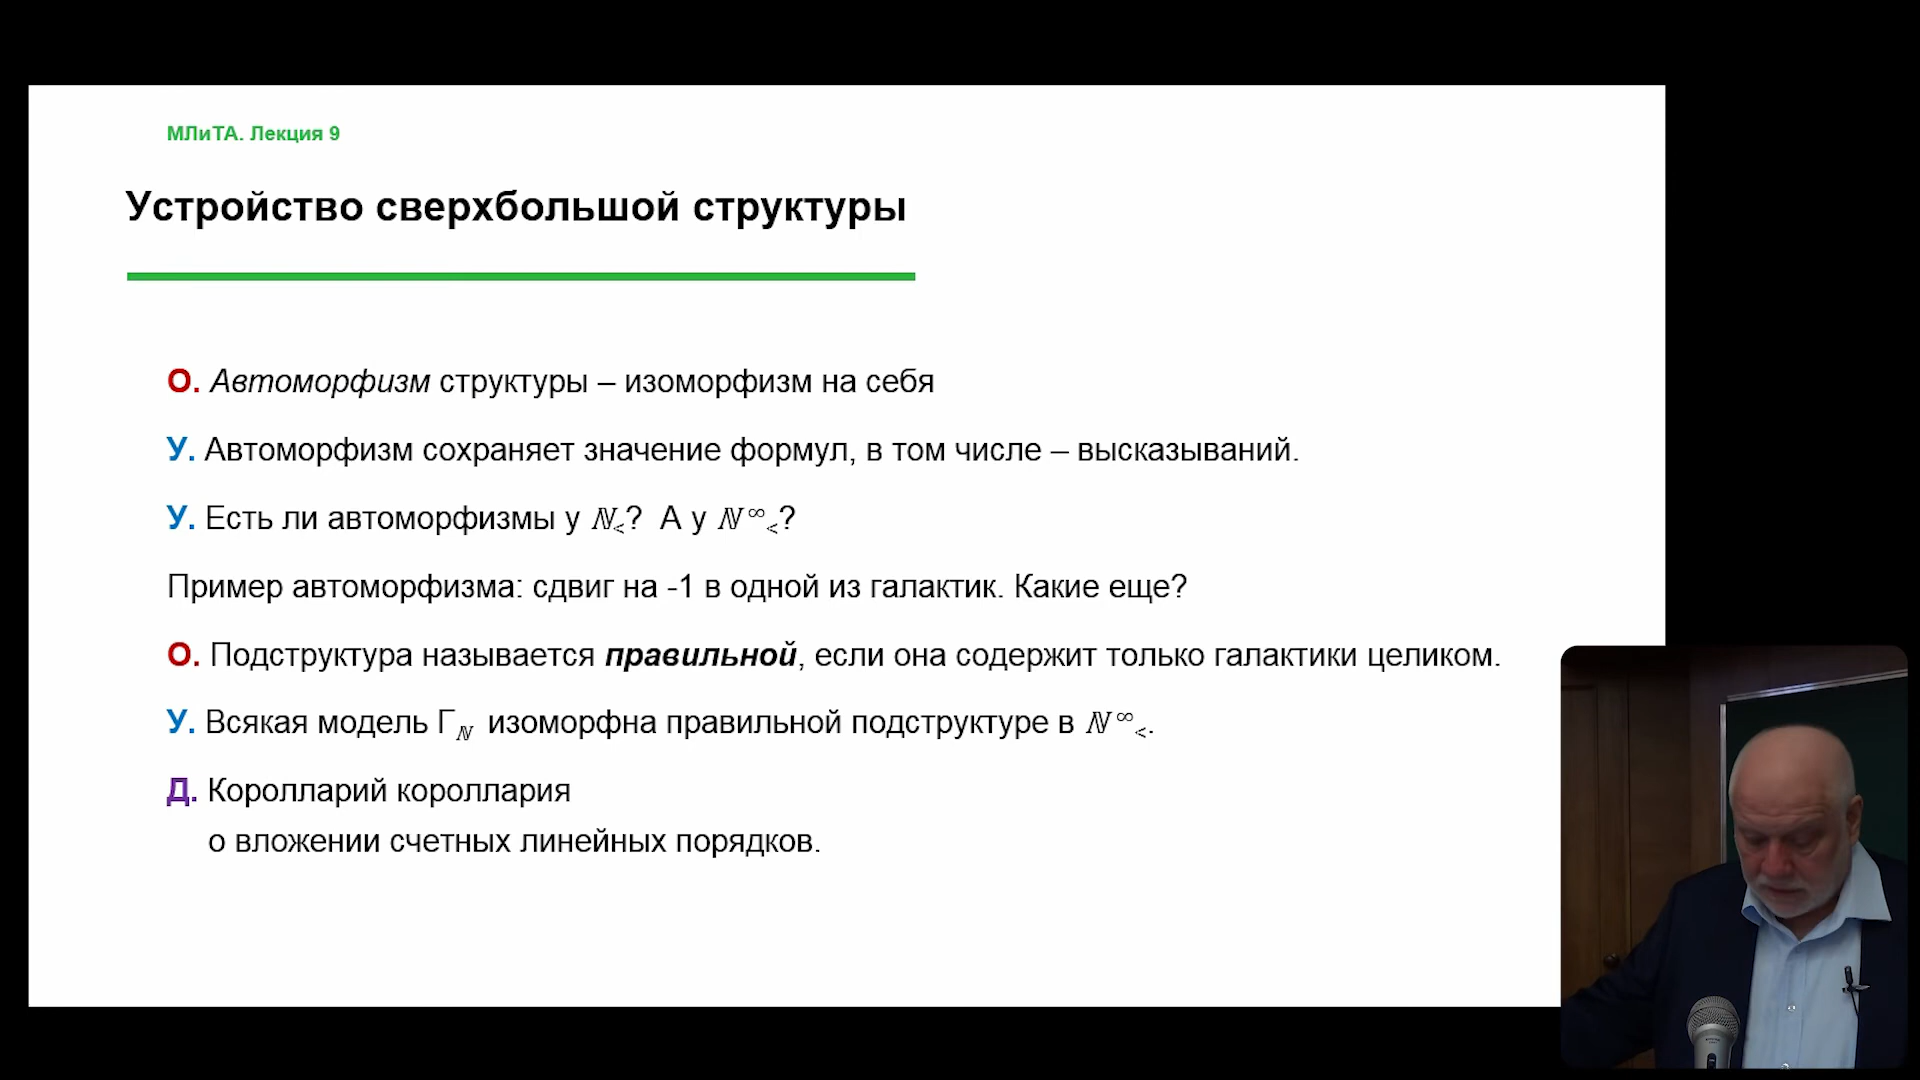 МЛиТА. Лекция 9
Устройство сверхбольшой структуры
О. Автоморфизм структуры – изоморфизм на себя
У. Автоморфизм сохраняет значение формул, в том числе – высказываний.
У. Есть ли автоморфизмы у ℕ<? А у ℕ∞<?
Пример автоморфизма: сдвиг на -1 в одной из галактик. Какие еще?
О. Подструктура называется правильной, если она содержит только галактики целиком.
У. Всякая модель Γℕ изоморфна правильной подструктуре в ℕ∞<.
Д. Королларий короллария
о вложении счетных линейных порядков.